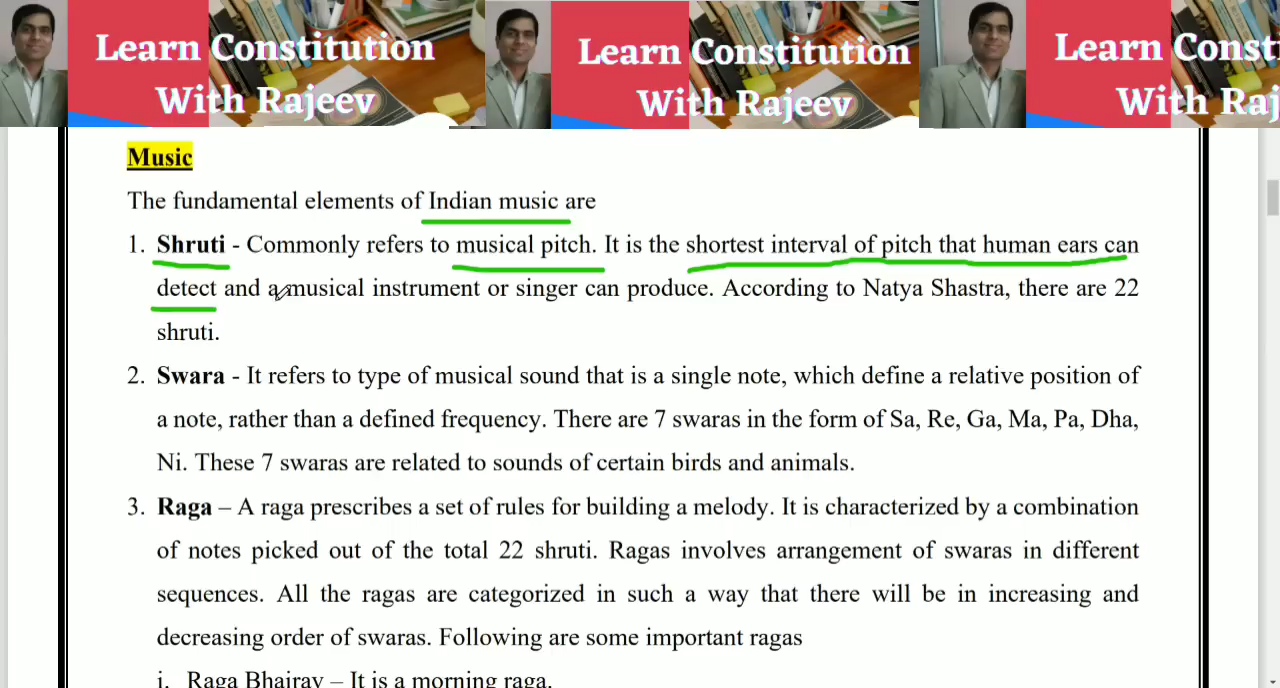 Learn Constitution
With Rajeev
Learn Constitution
With Rajeev
Learn Consti
With Raj
Music
The fundamental elements of Indian music are
1. Shruti - Commonly refers to musical pitch. It is the shortest interval of pitch that human ears can
detect and a musical instrument or singer can produce. According to Natya Shastra, there are 22
shruti.
2. Swara - It refers to type of musical sound that is a single note, which define a relative position of
a note, rather than a defined frequency. There are 7 swaras in the form of Sa, Re, Ga, Ma, Pa, Dha,
Ni. These 7 swaras are related to sounds of certain birds and animals.
3. Raga – A raga prescribes a set of rules for building a melody. It is characterized by a combination
of notes picked out of the total 22 shruti. Ragas involves arrangement of swaras in different
sequences. All the ragas are categorized in such a way that there will be in increasing and
decreasing order of swaras. Following are some important ragas
i. Raga Bhairav – It is a morning raga.